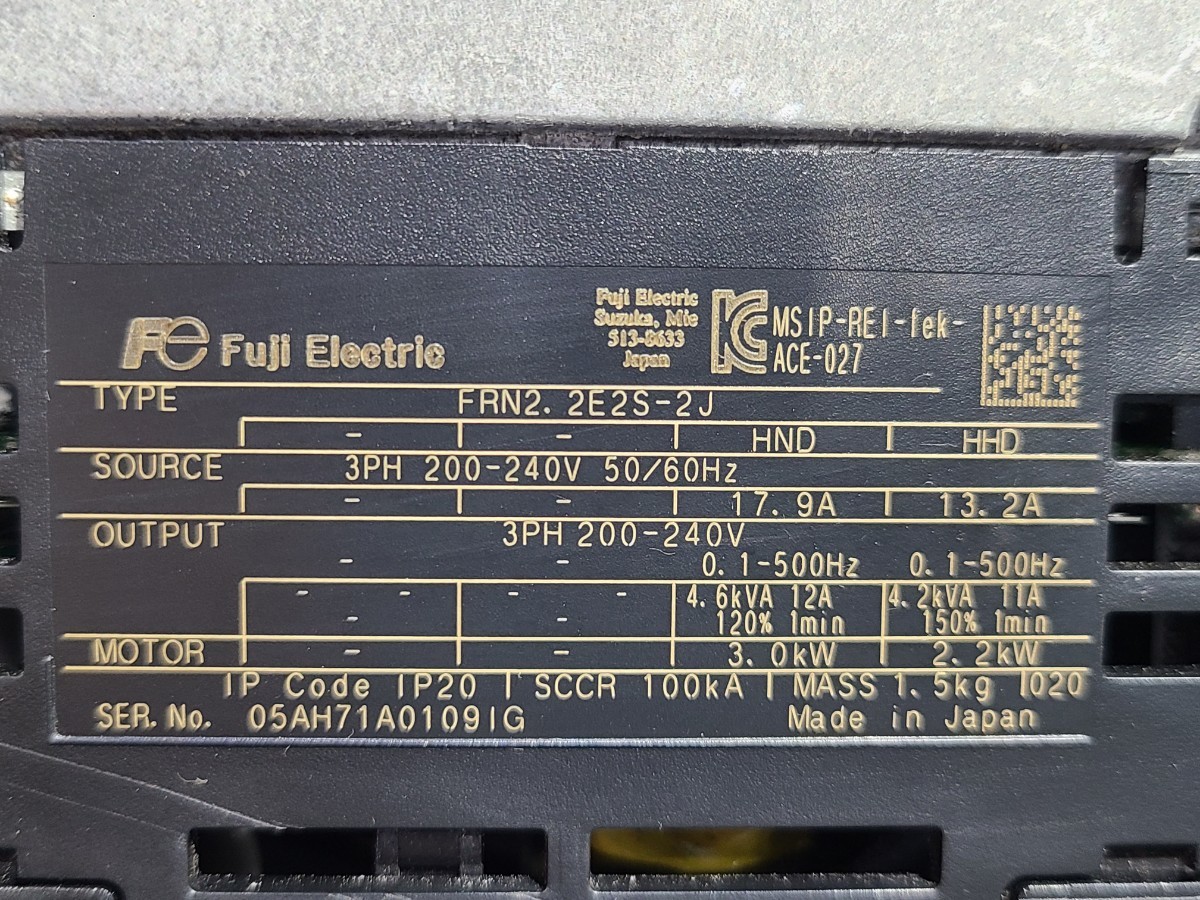 Fe Fuji Electric
Fuji Electric
Suzuka, Mie
513-8633
Japan
MSIP-REI-fek-
ACE-027
TYPE FRN2.2E2S-2J
- - HND HHD
SOURCE 3PH 200-240V 50/60Hz
- - 17.9A 13.2A
OUTPUT 3PH 200-240V
- - 0.1-500Hz 0.1-500Hz
- - - - 4.6kVA 12A 4.2kVA 11A
- - 120% 1min 150% 1min
MOTOR - - 3.0kW 2.2kW
IP Code IP20 SCCR 100kA MASS 1.5kg 020
SER.No. 05AH71A0109IG Made in Japan